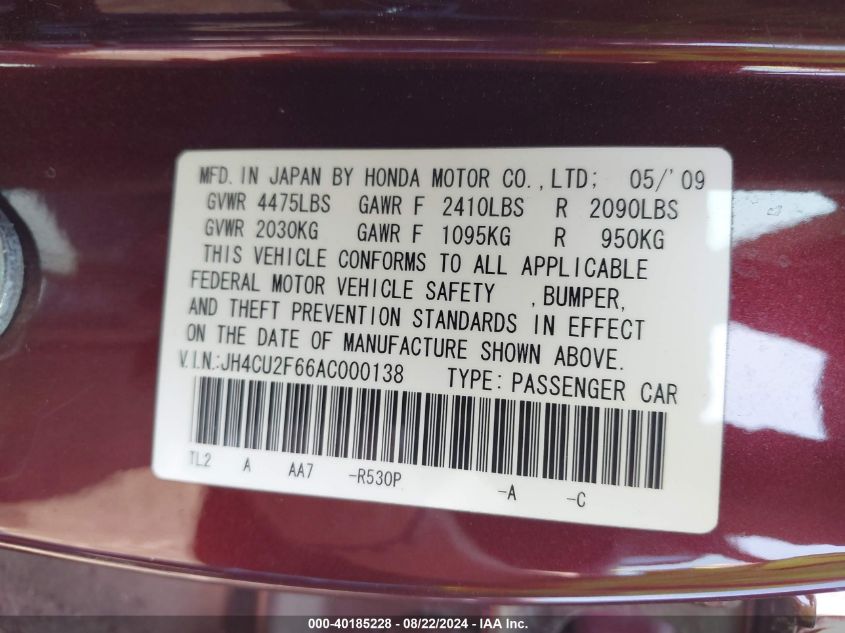 MFD. IN JAPAN BY HONDA MOTOR CO., LTD; 05/'09
GVWR 4475LBS GAWR F 2410LBS R 2090LBS
GVWR 2030KG GAWR F 1095KG R 950KG
THIS VEHICLE CONFORMS TO ALL APPLICABLE
FEDERAL MOTOR VEHICLE SAFETY , BUMPER,
AND THEFT PREVENTION STANDARDS IN EFFECT
ON THE DATE OF MANUFACTURE SHOWN ABOVE.
V.I.N.:JH4CU2F66AC000138 TYPE: PASSENGER CAR
TL2 A AA7 -R530P -A -C
000-40185228 - 08/22/2024 - IAA Inc.